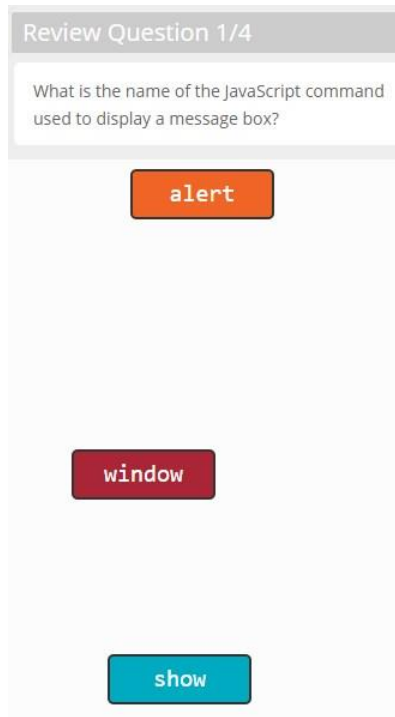 Review Question 1/4
What is the name of the JavaScript command
used to display a message box?
alert
window
show